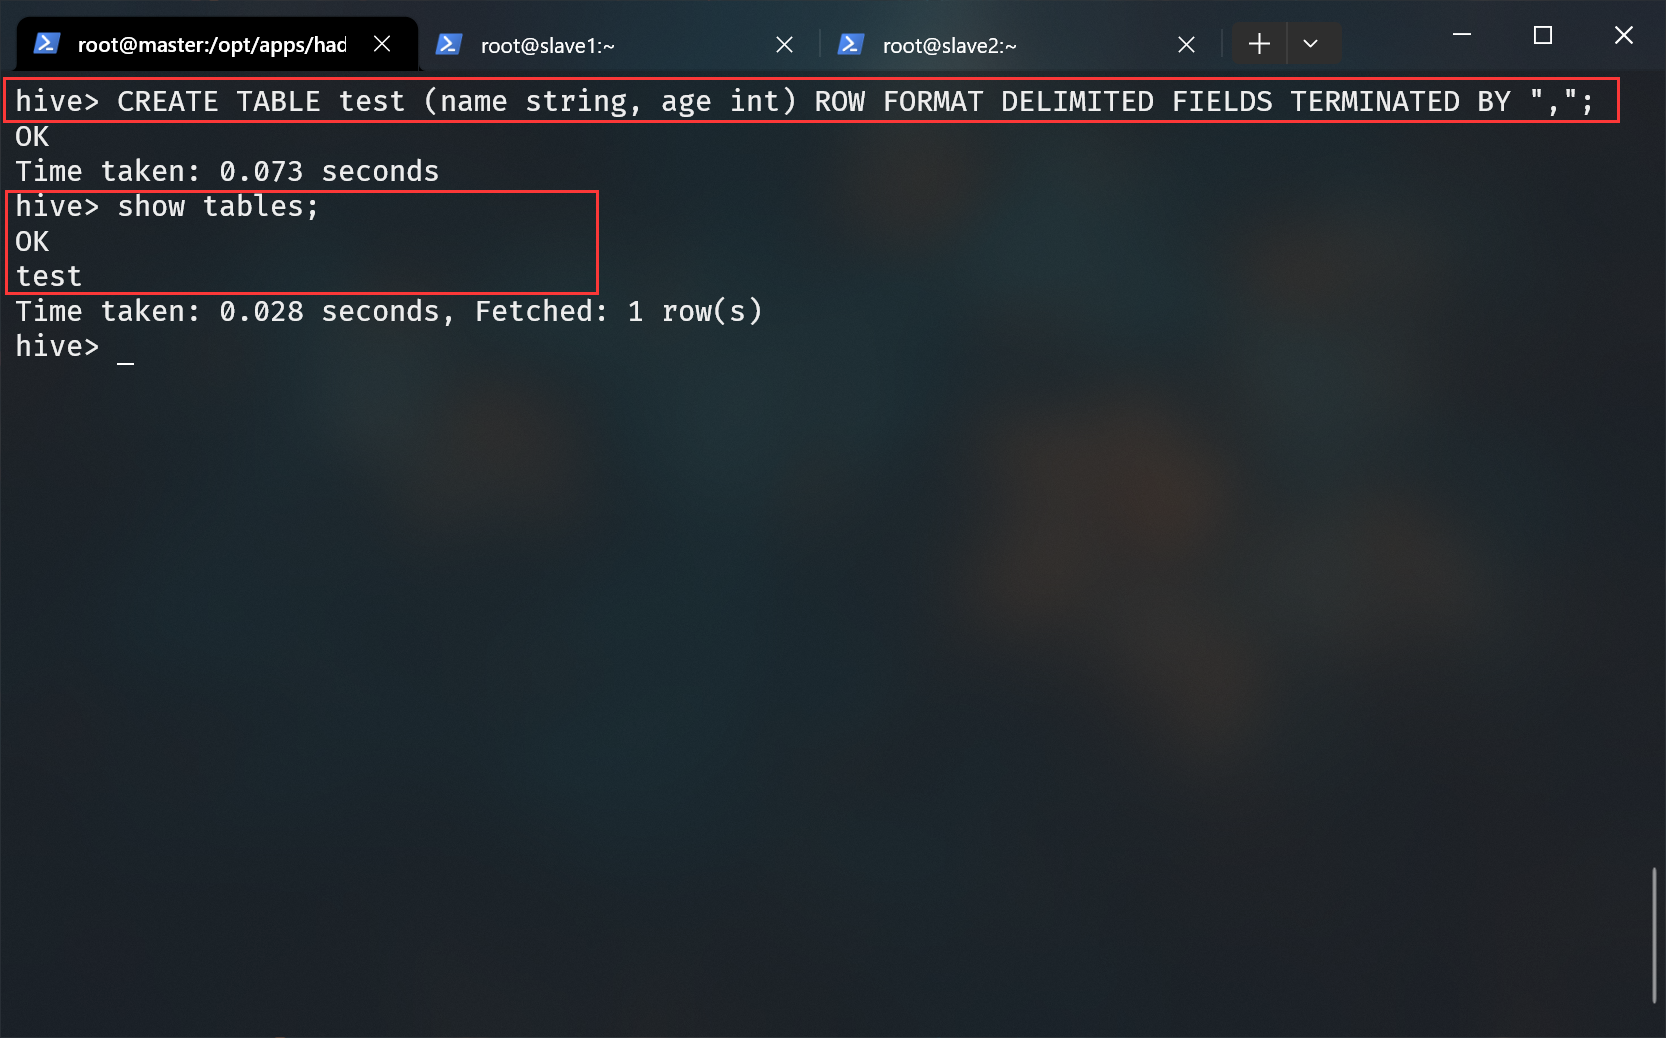 root@master:/opt/apps/had
root@slave1:~
root@slave2:~
hive> CREATE TABLE test (name string, age int) ROW FORMAT DELIMITED FIELDS TERMINATED BY ",";
OK
Time taken: 0.073 seconds
hive> show tables;
OK
test
Time taken: 0.028 seconds, Fetched: 1 row(s)
hive> _